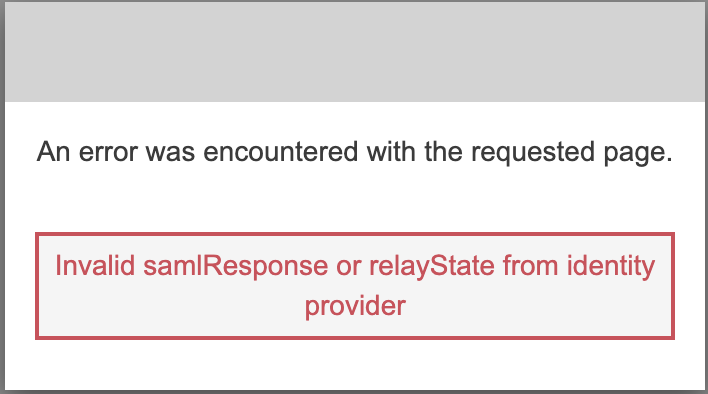 An error was encountered with the requested page.
Invalid samlResponse or relayState from identity
provider